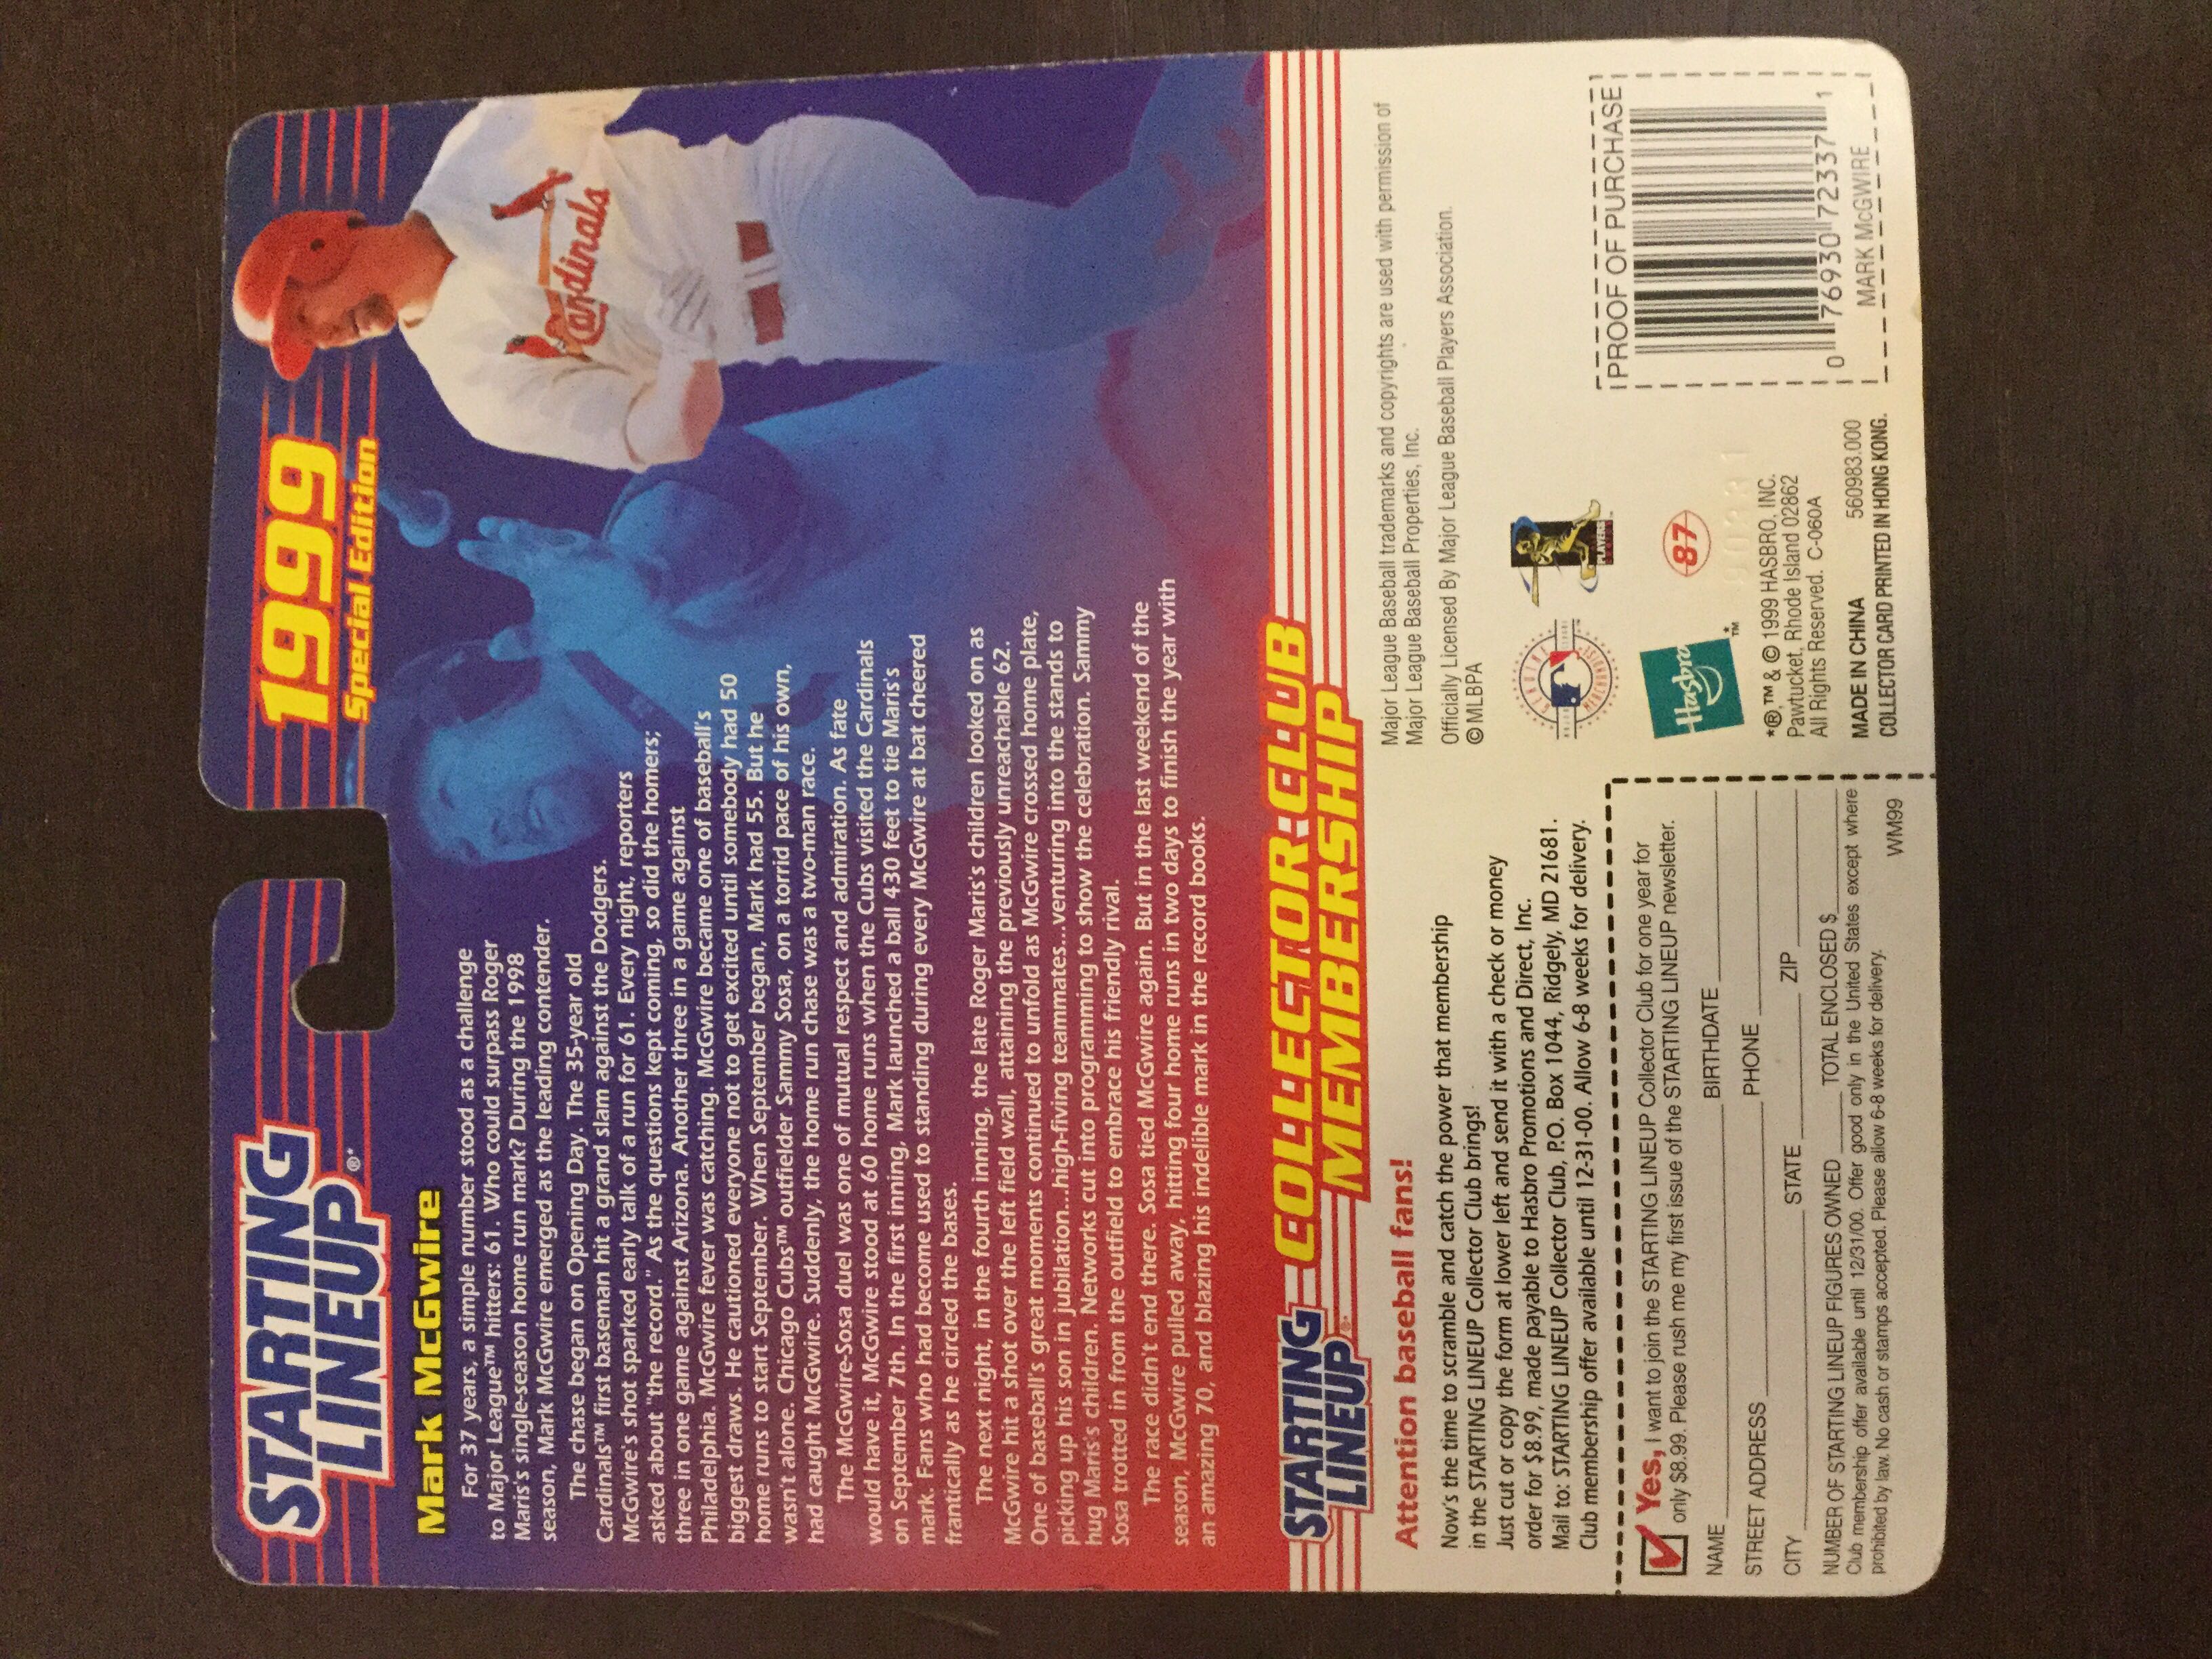 STARTING
LINEUP®*
1999
Special Edition
Cardinals
Mark McGwire
For 37 years, a simple number stood as a challenge
to Major League™ hitters: 61. Who could surpass Roger
Maris's single-season home run mark? During the 1998
season, Mark McGwire emerged as the leading contender.
The chase began on Opening Day. The 35-year old
Cardinals™ first baseman hit a grand slam against the Dodgers.
McGwire's shot sparked early talk of a run for 61. Every night, reporters
asked about "the record." As the questions kept coming, so did the homers;
three in one game against Arizona. Another three in a game against
Philadelphia. McGwire fever was catching. McGwire became one of baseball's
biggest draws. He cautioned everyone not to get excited until somebody had 50
home runs to start September. When September began, Mark had 55. But he
wasn't alone. Chicago Cubs™ outfielder Sammy Sosa, on a torrid pace of his own,
had caught McGwire. Suddenly, the home run chase was a two-man race.
The McGwire-Sosa duel was one of mutual respect and admiration. As fate
would have it, McGwire stood at 60 home runs when the Cubs visited the Cardinals
on September 7th. In the first inning, Mark launched a ball 430 feet to tie Maris's
mark. Fans who had become used to standing during every McGwire at bat cheered
frantically as he circled the bases.
The next night, in the fourth inning, the late Roger Maris's children looked on as
McGwire hit a shot over the left field wall, attaining the previously unreachable 62.
One of baseball's great moments continued to unfold as McGwire crossed home plate,
picking up his son in jubilation...high-fiving teammates...venturing into the stands to
hug Maris's children. Networks cut into programming to show the celebration. Sammy
Sosa trotted in from the outfield to embrace his friendly rival.
The race didn't end there. Sosa tied McGwire again. But in the last weekend of the
season, McGwire pulled away, hitting four home runs in two days to finish the year with
an amazing 70, and blazing his indelible mark in the record books.
STARTING
LINEUP®*
COLLECTOR CLUB
MEMBERSHIP
Attention baseball fans!
Now's the time to scramble and catch the power that membership
in the STARTING LINEUP Collector Club brings!
Just cut or copy the form at lower left and send it with a check or money
order for $8.99, made payable to Hasbro Promotions and Direct, Inc.
Mail to: STARTING LINEUP Collector Club, P.O. Box 1044, Ridgely, MD 21681.
Club membership offer available until 12-31-00. Allow 6-8 weeks for delivery.
Yes, I want to join the STARTING LINEUP Collector Club for one year for
only $8.99. Please rush me my first issue of the STARTING LINEUP newsletter.
NAME BIRTHDATE
STREET ADDRESS PHONE
CITY STATE ZIP
NUMBER OF STARTING LINEUP FIGURES OWNED TOTAL ENCLOSED $
Club membership offer available until 12/31/00. Offer good only in the United States except where
prohibited by law. No cash or stamps accepted. Please allow 6-8 weeks for delivery.
WM99
Major League Baseball trademarks and copyrights are used with permission of
Major League Baseball Properties, Inc.
Officially Licensed By Major League Baseball Players Association.
© MLBPA
GENUINE
MERCHANDISE
PLAYERS
Hasbro
*™
87
*®,™ & © 1999 HASBRO, INC.
Pawtucket, Rhode Island 02862
All Rights Reserved. C-060A
MADE IN CHINA 560983.000
COLLECTOR CARD PRINTED IN HONG KONG.
PROOF OF PURCHASE
0 76930 72337 1
MARK McGWIRE